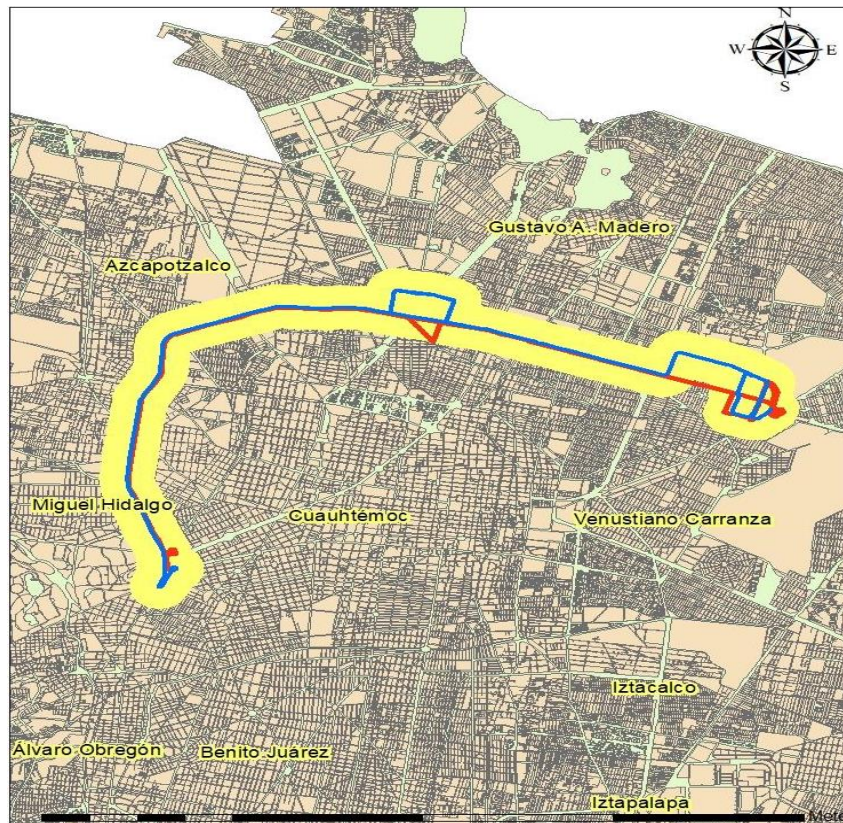 N
W E
S
Gustavo A. Madero
Azcapotzalco
Miguel Hidalgo
Cuauhtémoc
Venustiano Carranza
Iztacalco
Álvaro Obregón
Benito Juárez
Iztapalapa